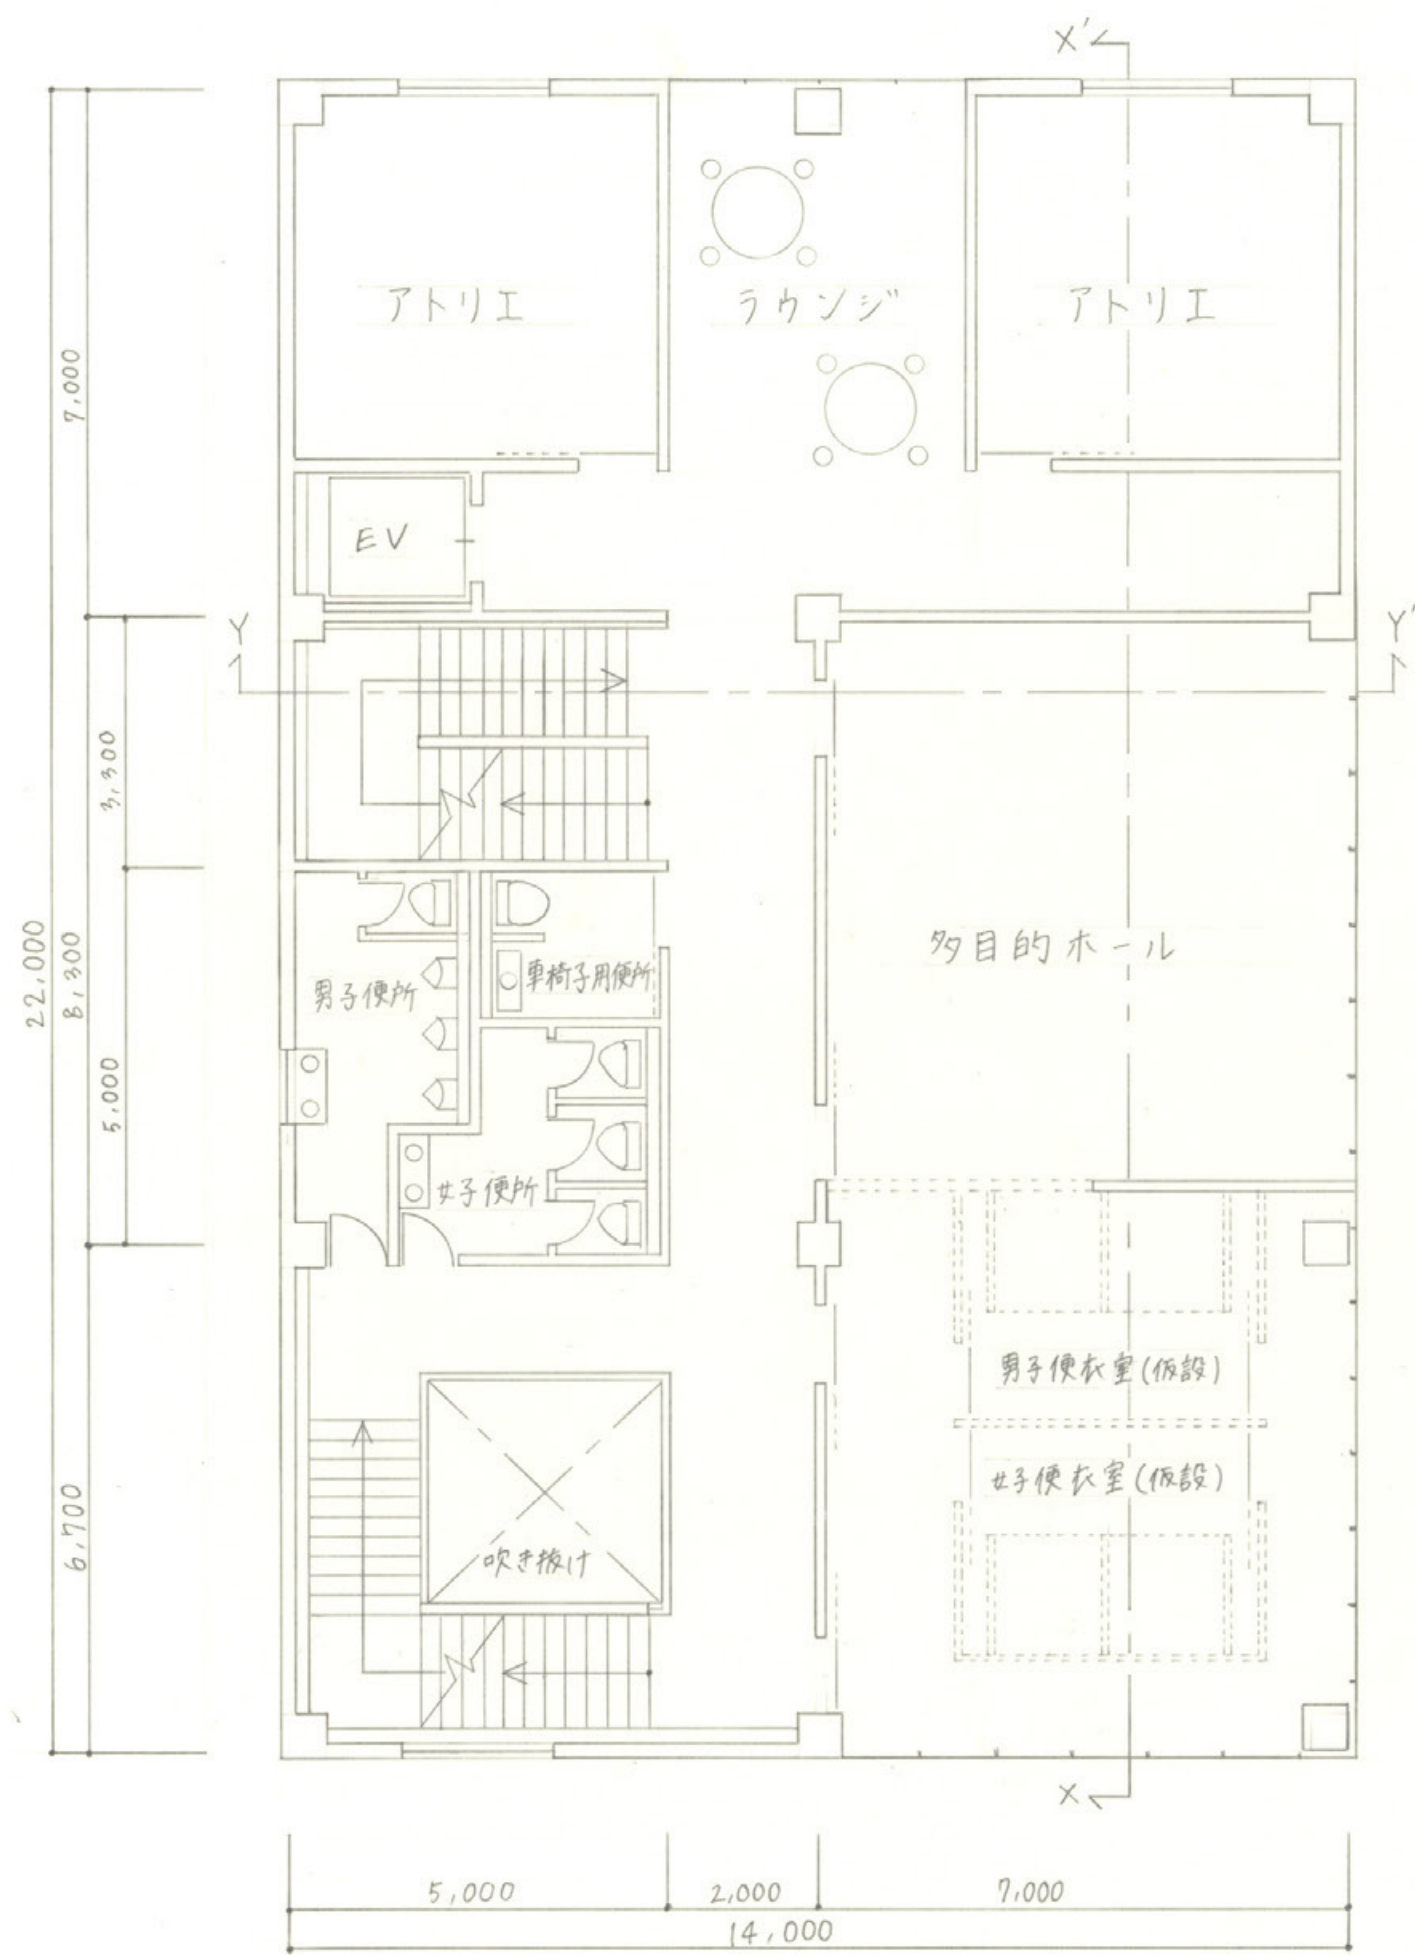 X'
アトリエ
ラウンジ
アトリエ
7,000
EV
Y
Y'
3,300
22,000
8,300
多目的ホール
男子便所
車椅子用便所
5,000
女子便所
男子便衣室(仮設)
女子便衣室(仮設)
6,700
吹き抜け
X
5,000
2,000
7,000
14,000